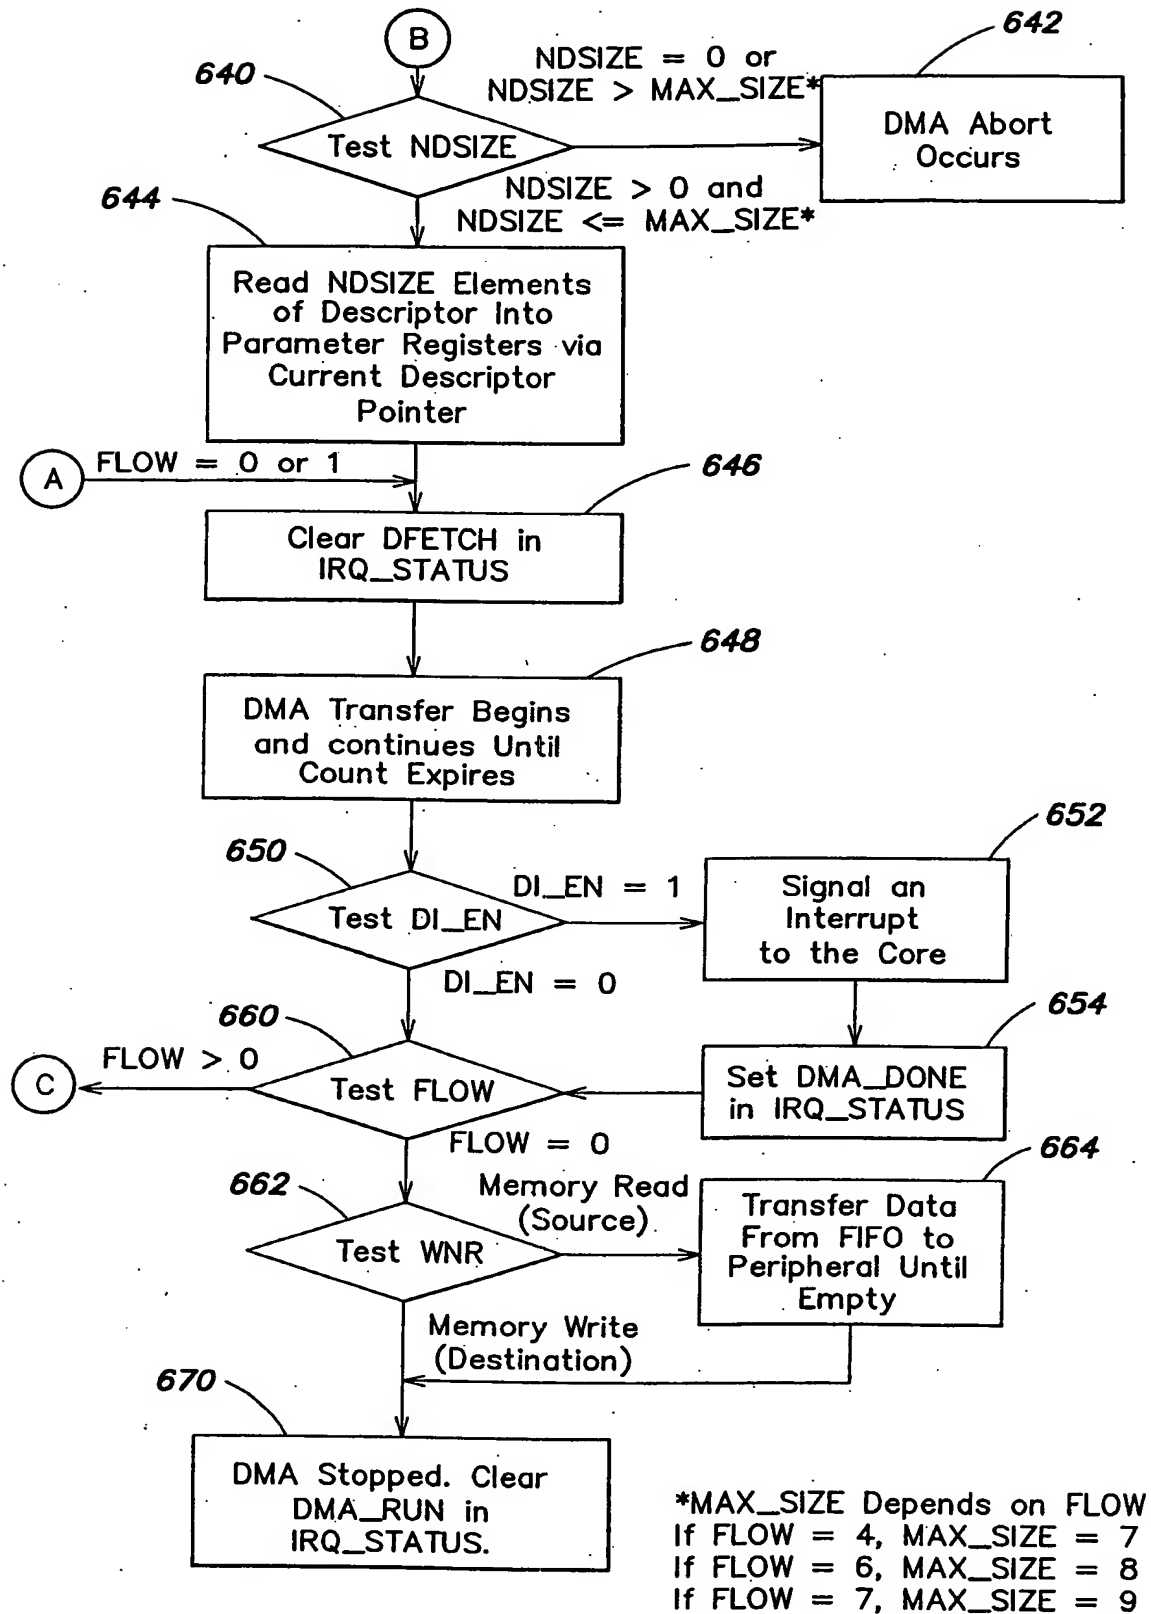 B
642
640
NDSIZE = 0 or
NDSIZE > MAX_SIZE*
Test NDSIZE
DMA Abort
Occurs
644
NDSIZE > 0 and
NDSIZE <= MAX_SIZE*
Read NDSIZE Elements
of Descriptor Into
Parameter Registers via
Current Descriptor
Pointer
A
FLOW = 0 or 1
646
Clear DFETCH in
IRQ_STATUS
648
DMA Transfer Begins
and continues Until
Count Expires
650
652
Test DI_EN
DI_EN = 1
Signal an
Interrupt
to the Core
DI_EN = 0
660
654
C
FLOW > 0
Test FLOW
Set DMA_DONE
in IRQ_STATUS
FLOW = 0
662
664
Memory Read
(Source)
Test WNR
Transfer Data
From FIFO to
Peripheral Until
Empty
Memory Write
(Destination)
670
DMA Stopped. Clear
DMA_RUN in
IRQ_STATUS.
*MAX_SIZE Depends on FLOW
If FLOW = 4, MAX_SIZE = 7
If FLOW = 6, MAX_SIZE = 8
If FLOW = 7, MAX_SIZE = 9